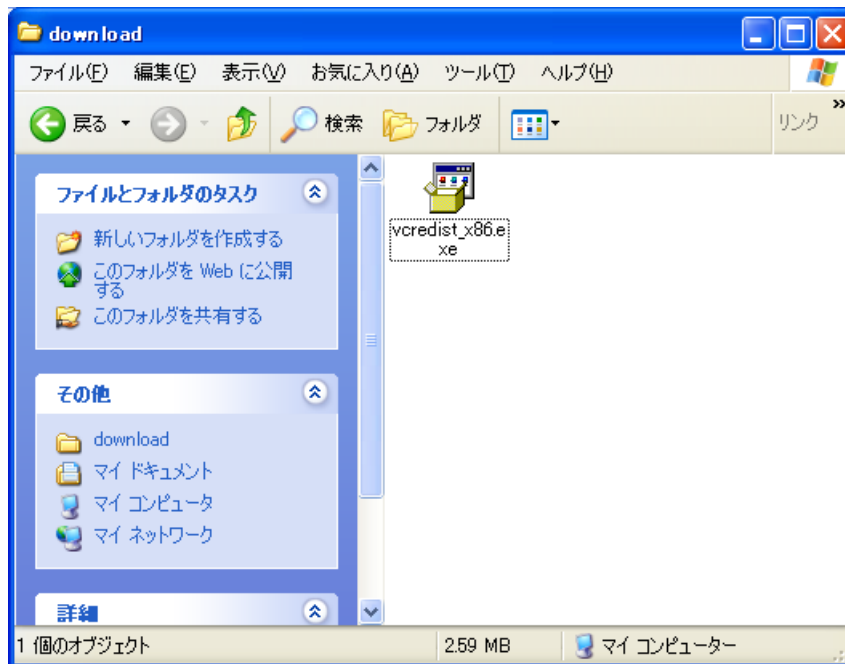 download
ファイル(F) 編集(E) 表示(V) お気に入り(A) ツール(T) ヘルプ(H)
戻る 検索 フォルダ リンク »
ファイルとフォルダのタスク
新しいフォルダを作成する
このフォルダを Web に公開
する
このフォルダを共有する
その他
download
マイ ドキュメント
マイ コンピュータ
マイ ネットワーク
詳細
vcredist_x86.e
xe
1 個のオブジェクト 2.59 MB マイ コンピューター